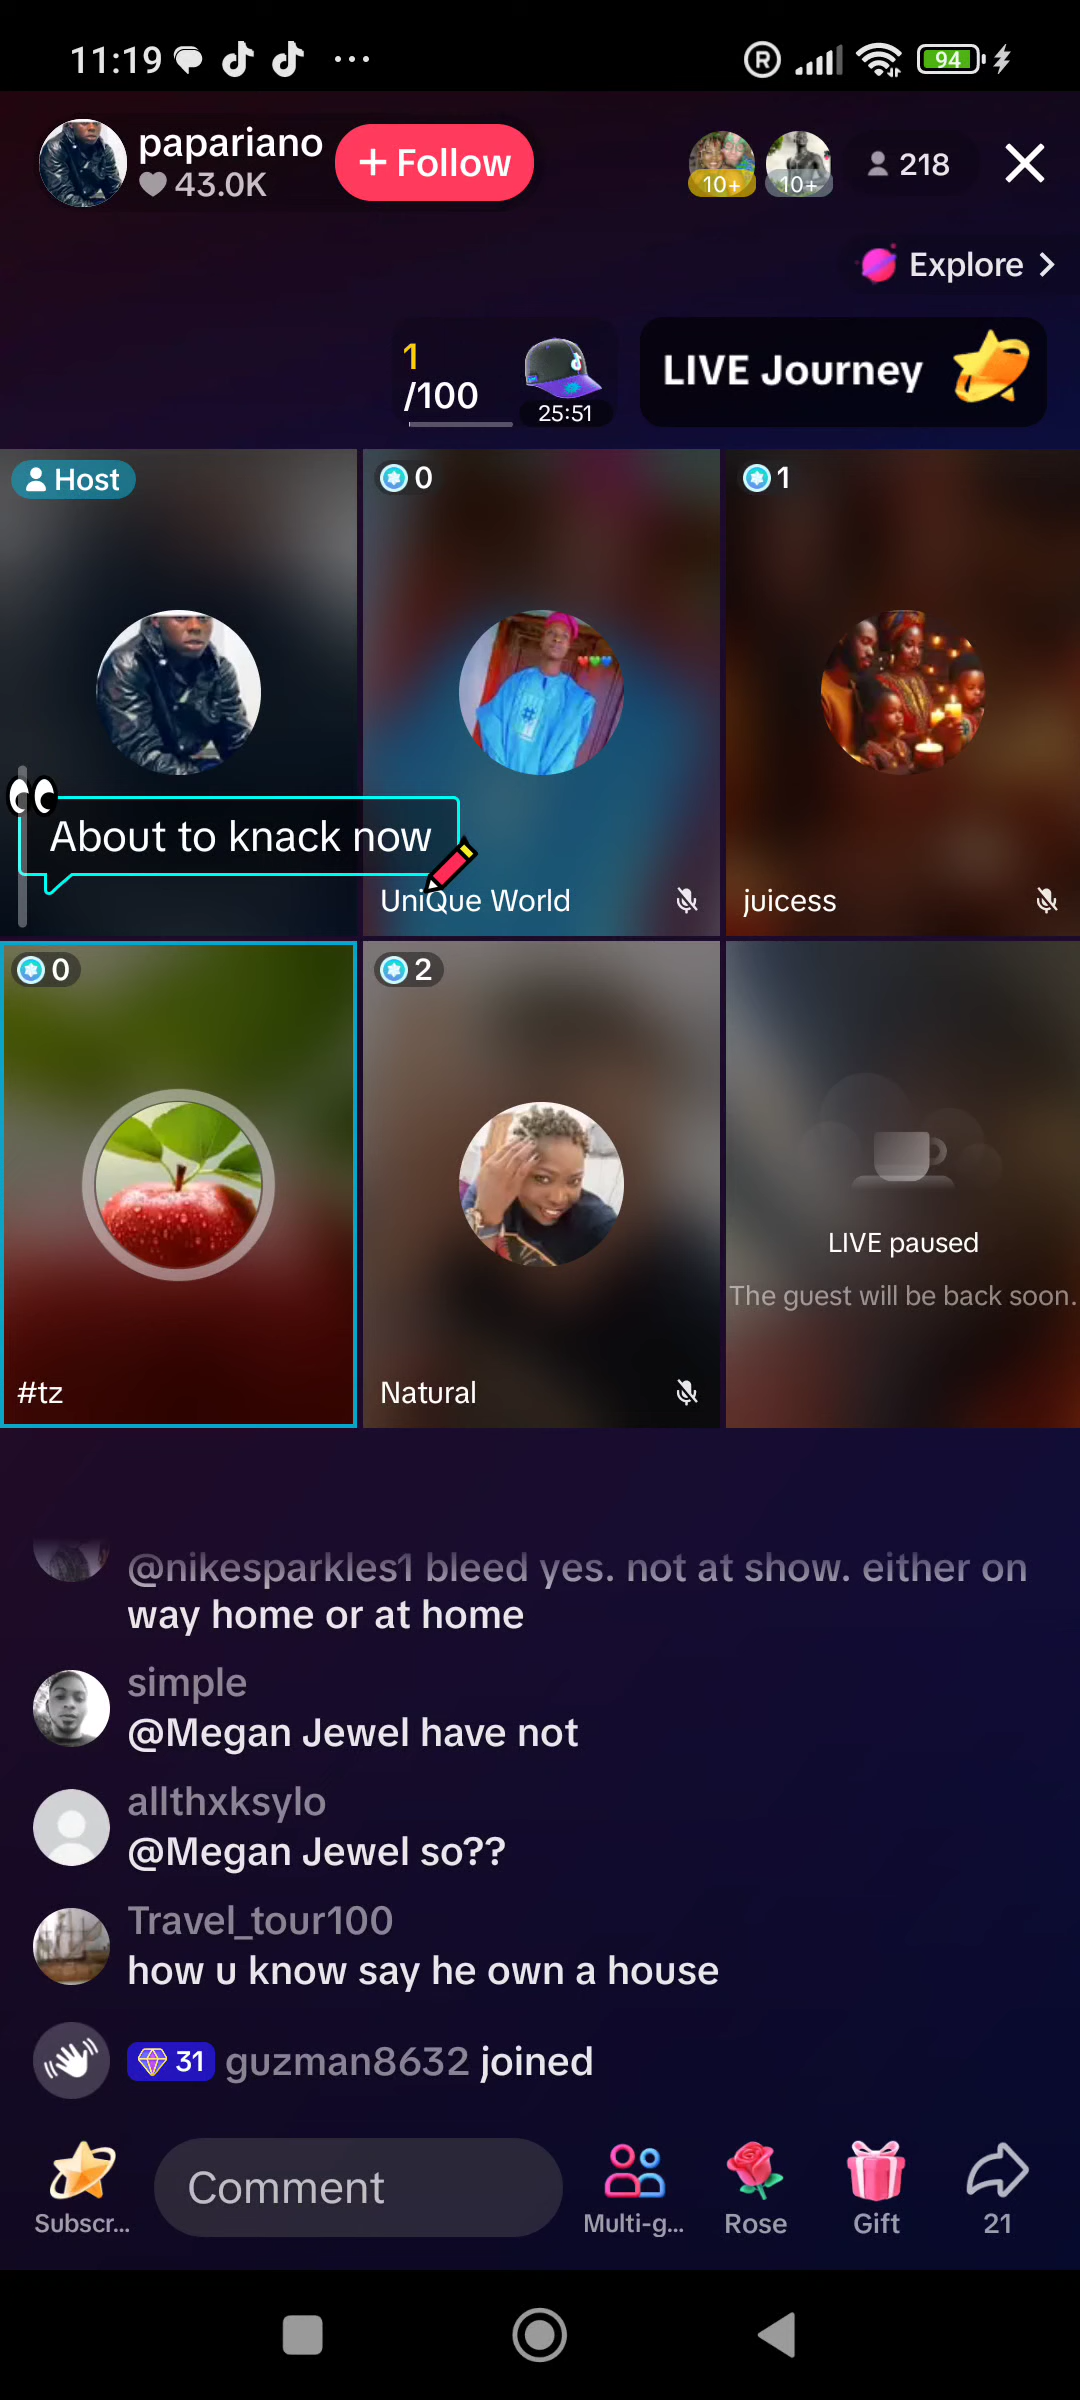 11:19
94
papariano
43.0K
+ Follow
10+
10+
218
Explore
1
/100
25:51
LIVE Journey
Host
0
1
About to knack now
UniQue World
juicess
0
2
LIVE paused
The guest will be back soon.
#tz
Natural
@nikesparkles1 bleed yes. not at show. either on
way home or at home
simple
@Megan Jewel have not
allthxksylo
@Megan Jewel so??
Travel_tour100
how u know say he own a house
31 guzman8632 joined
Subscr...
Comment
Multi-g...
Rose
Gift
21